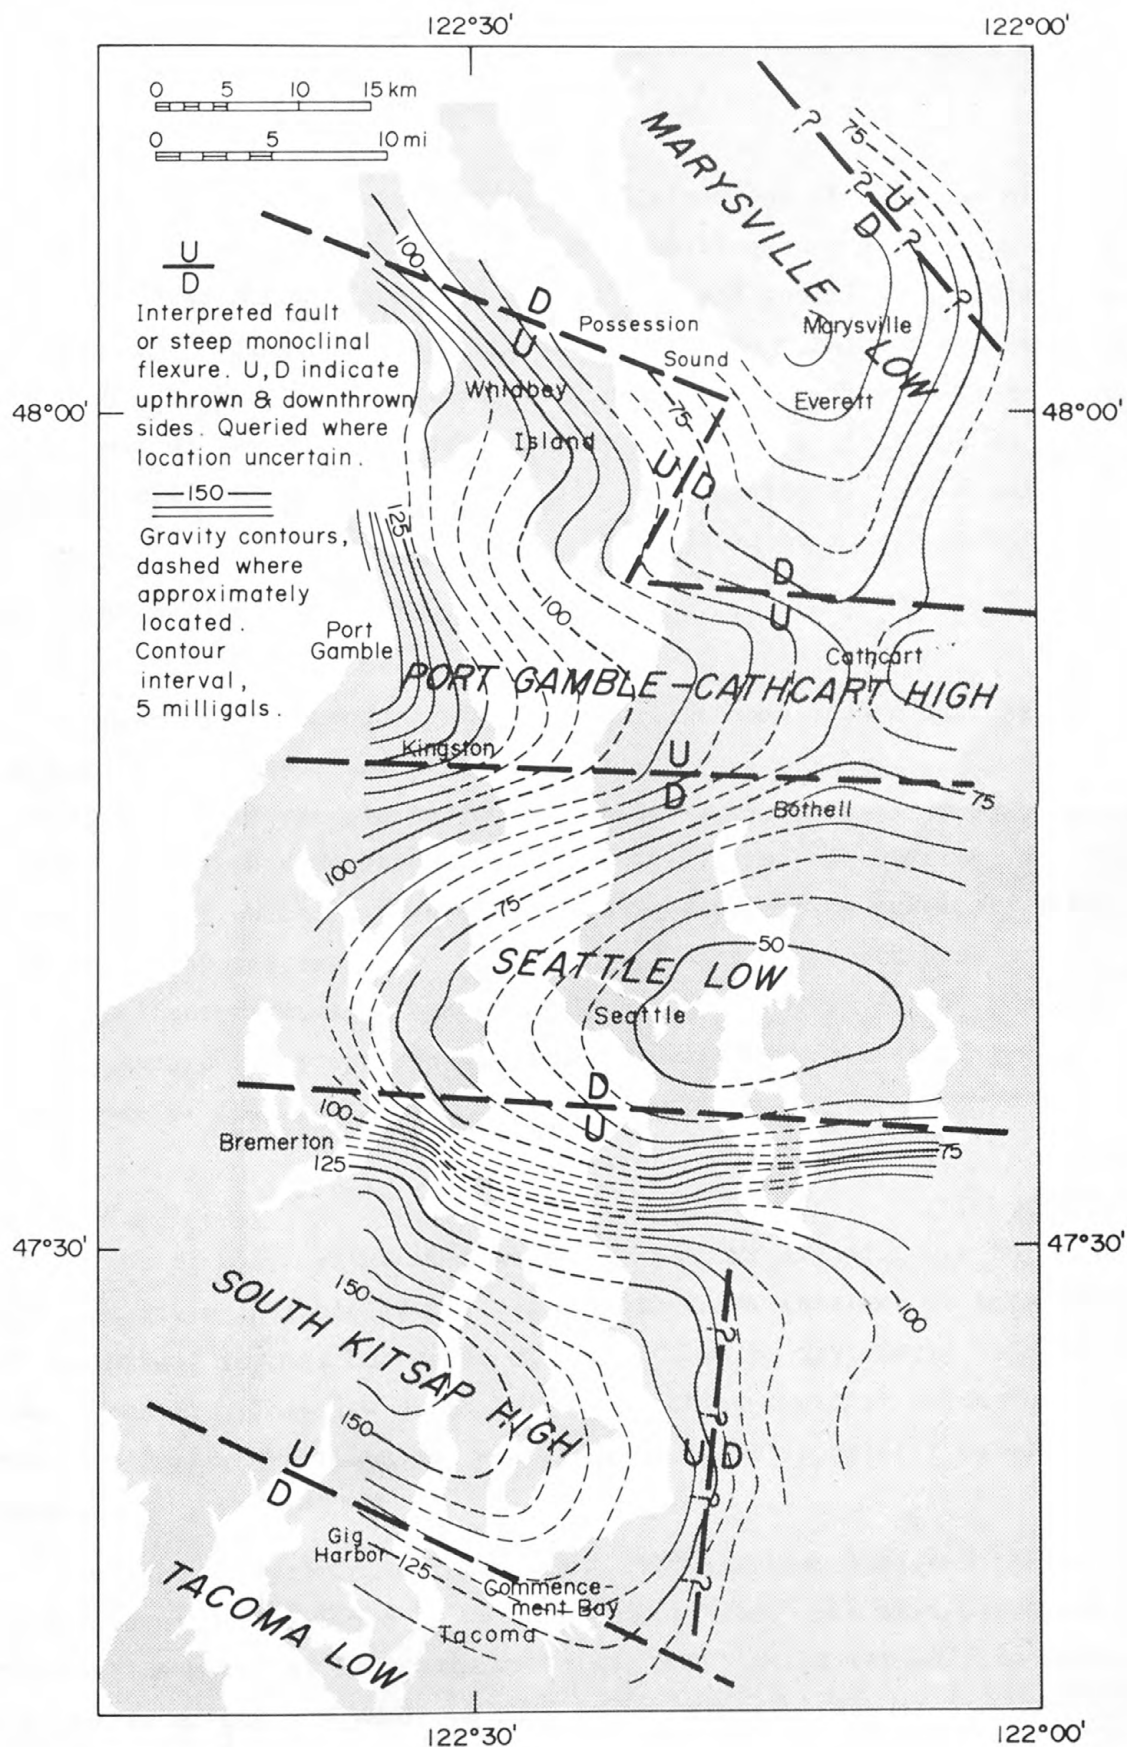 122°30'
122°00'
0 5 10 15 km
0 5 10 mi
MARYSVILLE LOW
?
75
?
U
D
?
?
U
D
Interpreted fault
or steep monoclinal
flexure. U, D indicate
upthrown & downthrown
sides. Queried where
location uncertain.
100
D
U
Possession
Sound
Marysville
Everett
Whidbey
Island
75
48°00'
48°00'
U D
150
Gravity contours,
dashed where
approximately
located.
Contour
interval,
5 milligals.
125
D
U
100
Port
Gamble
Cathcart
PORT GAMBLE-CATHCART HIGH
Kingston
U
D
75
Bothell
100
75
50
SEATTLE LOW
Seattle
D
U
100
Bremerton
125
75
47°30'
47°30'
100
150
SOUTH KITSAP HIGH
?
?
150
U D
?
U
D
Gig
Harbor
125
?
Commence-
ment Bay
Tacoma
TACOMA LOW
122°30'
122°00'